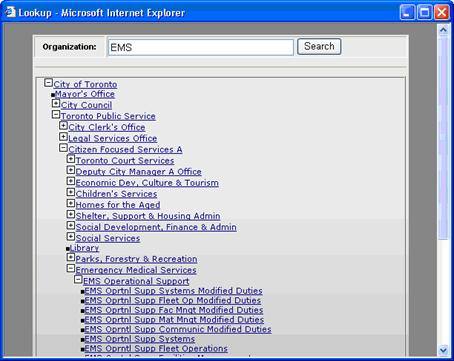 Lookup - Microsoft Internet Explorer
Organization: EMS Search
City of Toronto
Mayor's Office
City Council
Toronto Public Service
City Clerk's Office
Legal Services Office
Citizen Focused Services A
Toronto Court Services
Deputy City Manager A Office
Economic Dev, Culture & Tourism
Children's Services
Homes for the Aged
Shelter, Support & Housing Admin
Social Development, Finance & Admin
Social Services
Library
Parks, Forestry & Recreation
Emergency Medical Services
EMS Operational Support
EMS Oprtnl Supp Systems Modified Duties
EMS Oprtnl Supp Fleet Op Modified Duties
EMS Oprtnl Supp Fac Mngt Modified Duties
EMS Oprtnl Supp Mat Mngt Modified Duties
EMS Oprntl Supp Communic Modified Duties
EMS Oprtnl Supp Systems
EMS Oprntl Supp Fleet Operations